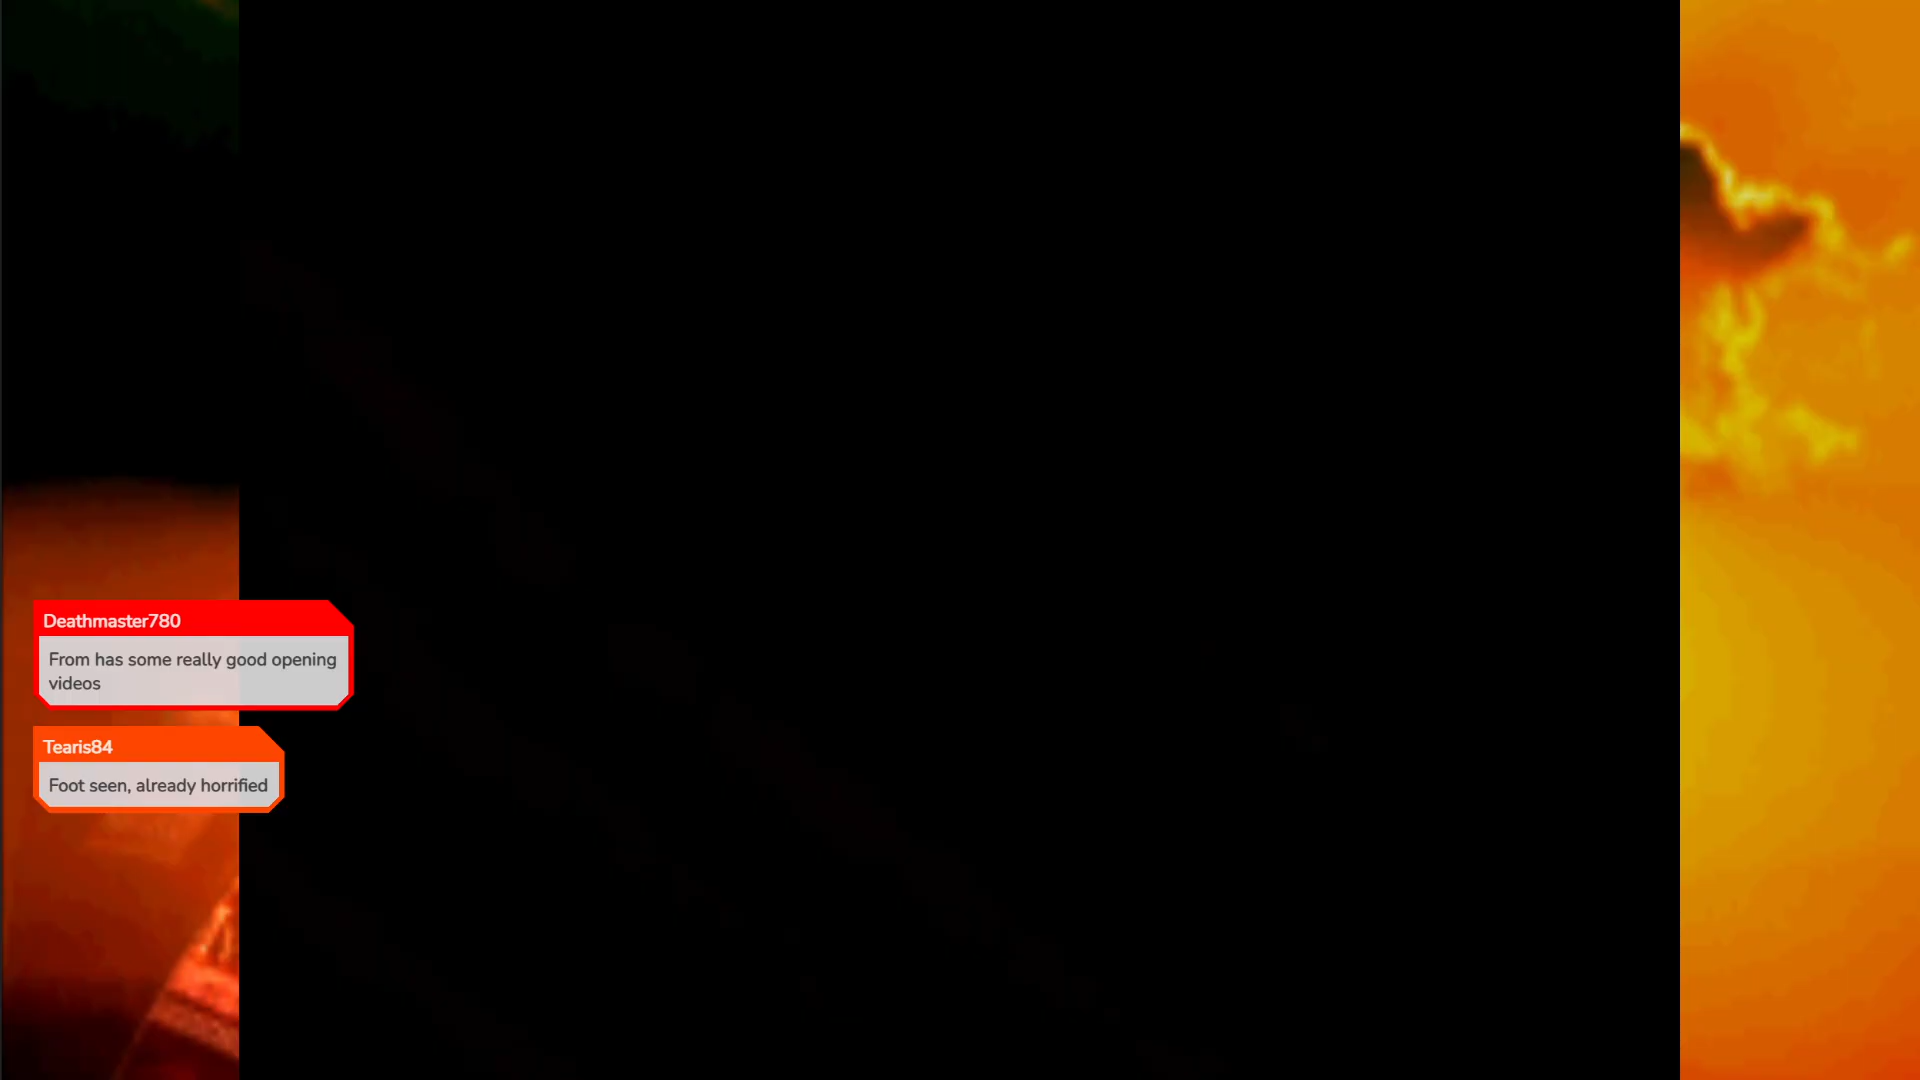 Deathmaster780
From has some really good opening
videos
Tearis84
Foot seen, already horrified